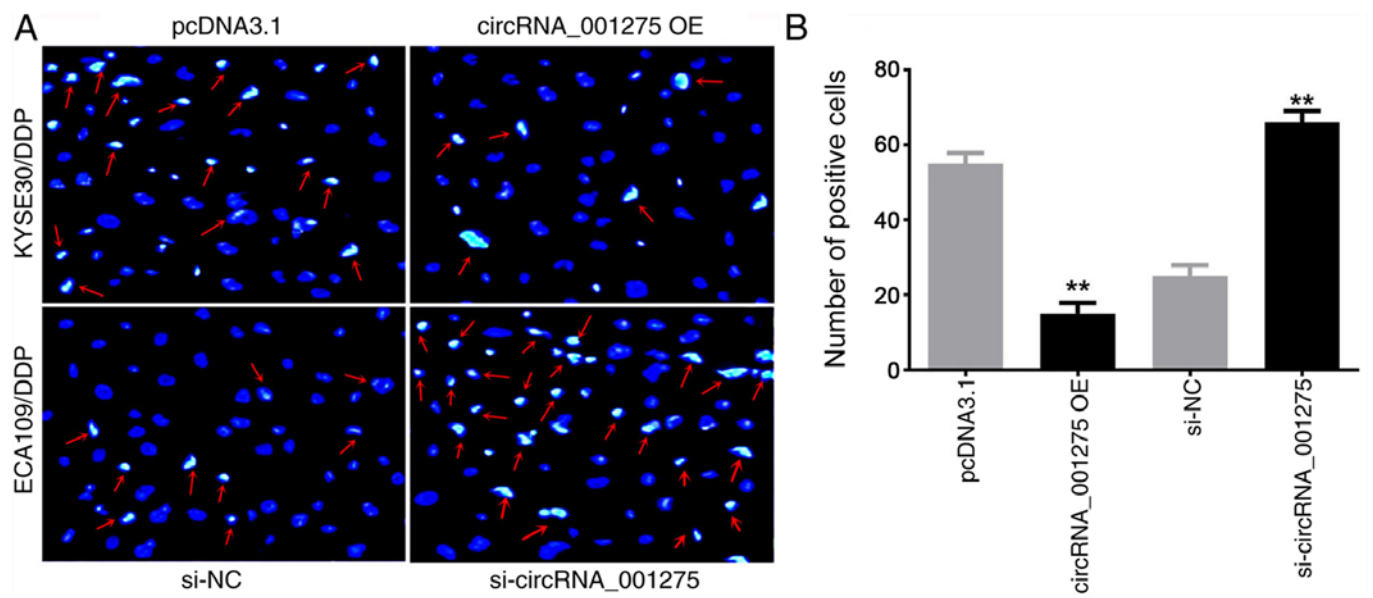 A
pcDNA3.1
circRNA_001275 OE
KYSE30/DDP
ECA109/DDP
si-NC
si-circRNA_001275
B
Number of positive cells
80
60
40
20
0
**
**
pcDNA3.1
circRNA_001275 OE
si-NC
si-circRNA_001275